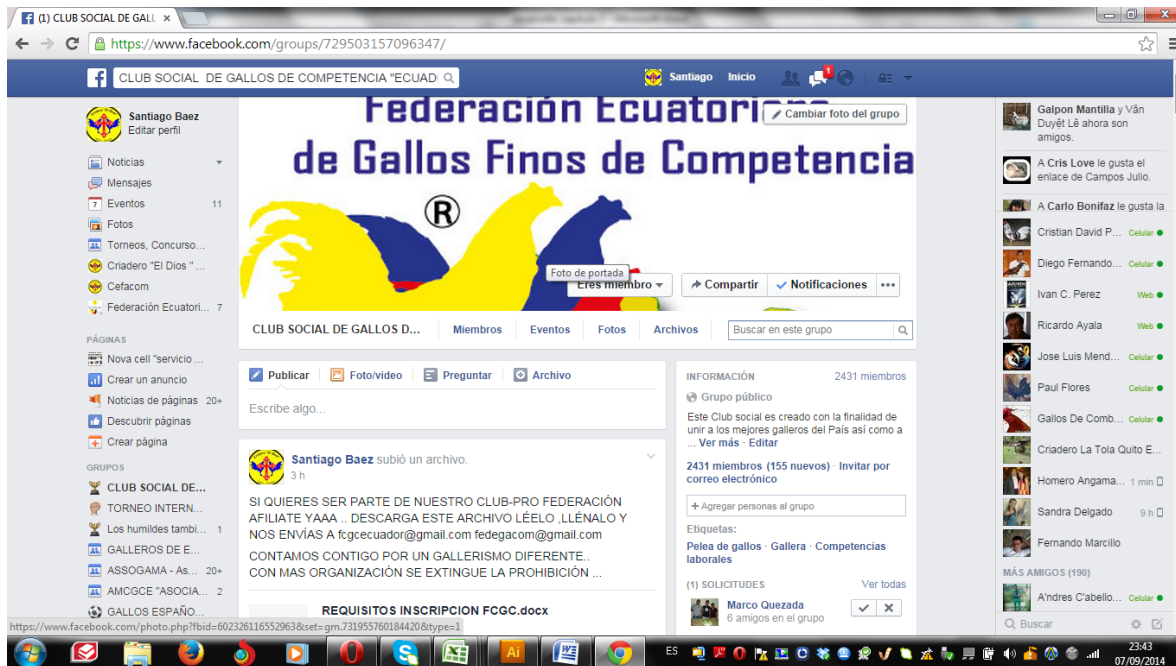 (1) CLUB SOCIAL DE GALL
https://www.facebook.com/groups/729503157096347/
CLUB SOCIAL DE GALLOS DE COMPETENCIA "ECUAD
Santiago
Inicio
1
Santiago Baez
Editar perfil
Noticias
Mensajes
Eventos 11
Fotos
Torneos, Concurso...
Criadero "El Dios " ...
Cefacom
Federación Ecuatori... 7
PÁGINAS
Nova cell "servicio ...
Crear un anuncio
Noticias de páginas 20+
Descubrir páginas
Crear página
GRUPOS
CLUB SOCIAL DE...
TORNEO INTERN...
Los humildes tambi... 1
GALLEROS DE E...
ASSOGAMA - As... 20+
AMCGCE "ASOCIA... 2
GALLOS ESPAÑO...
https://www.facebook.com/photo.php?fbid=602326116552963&set=gm.731955760184420&type=1
Federación Ecuatoriana
de Gallos Finos de Competencia
®
Cambiar foto del grupo
Foto de portada
Eres miembro
Compartir
Notificaciones
CLUB SOCIAL DE GALLOS D...
Miembros
Eventos
Fotos
Archivos
Buscar en este grupo
Publicar
Foto/video
Preguntar
Archivo
Escribe algo...
Santiago Baez subió un archivo.
3 h
SI QUIERES SER PARTE DE NUESTRO CLUB-PRO FEDERACIÓN
AFILIATE YAAA .. DESCARGA ESTE ARCHIVO LÉELO ,LLÉNALO Y
NOS ENVÍAS A fcgcecuador@gmail.com fedegacom@gmail.com
CONTAMOS CONTIGO POR UN GALLERISMO DIFERENTE..
CON MAS ORGANIZACIÓN SE EXTINGUE LA PROHIBICIÓN ...
REQUISITOS INSCRIPCION FCGC.docx
INFORMACIÓN
2431 miembros
Grupo público
Este Club social es creado con la finalidad de
unir a los mejores galleros del País así como a
... Ver más · Editar
2431 miembros (155 nuevos) · Invitar por
correo electrónico
+ Agregar personas al grupo
Etiquetas:
Pelea de gallos · Gallera · Competencias
laborales
(1) SOLICITUDES
Ver todas
Marco Quezada
6 amigos en el grupo
Galpon Mantilla y Văn
Duyệt Lê ahora son
amigos.
A Cris Love le gusta el
enlace de Campos Julio.
A Carlo Bonifaz le gusta la
Cristian David P... Celular
Diego Fernando... Celular
Ivan C. Perez Web
Ricardo Ayala Web
Jose Luis Mend... Celular
Paul Flores Celular
Gallos De Comb... Celular
Criadero La Tola Quito E...
Homero Angama... 1 min
Sandra Delgado 9 h
Fernando Marcillo
MÁS AMIGOS (190)
A'ndres C'abello... Celular
Buscar
ES
23:43